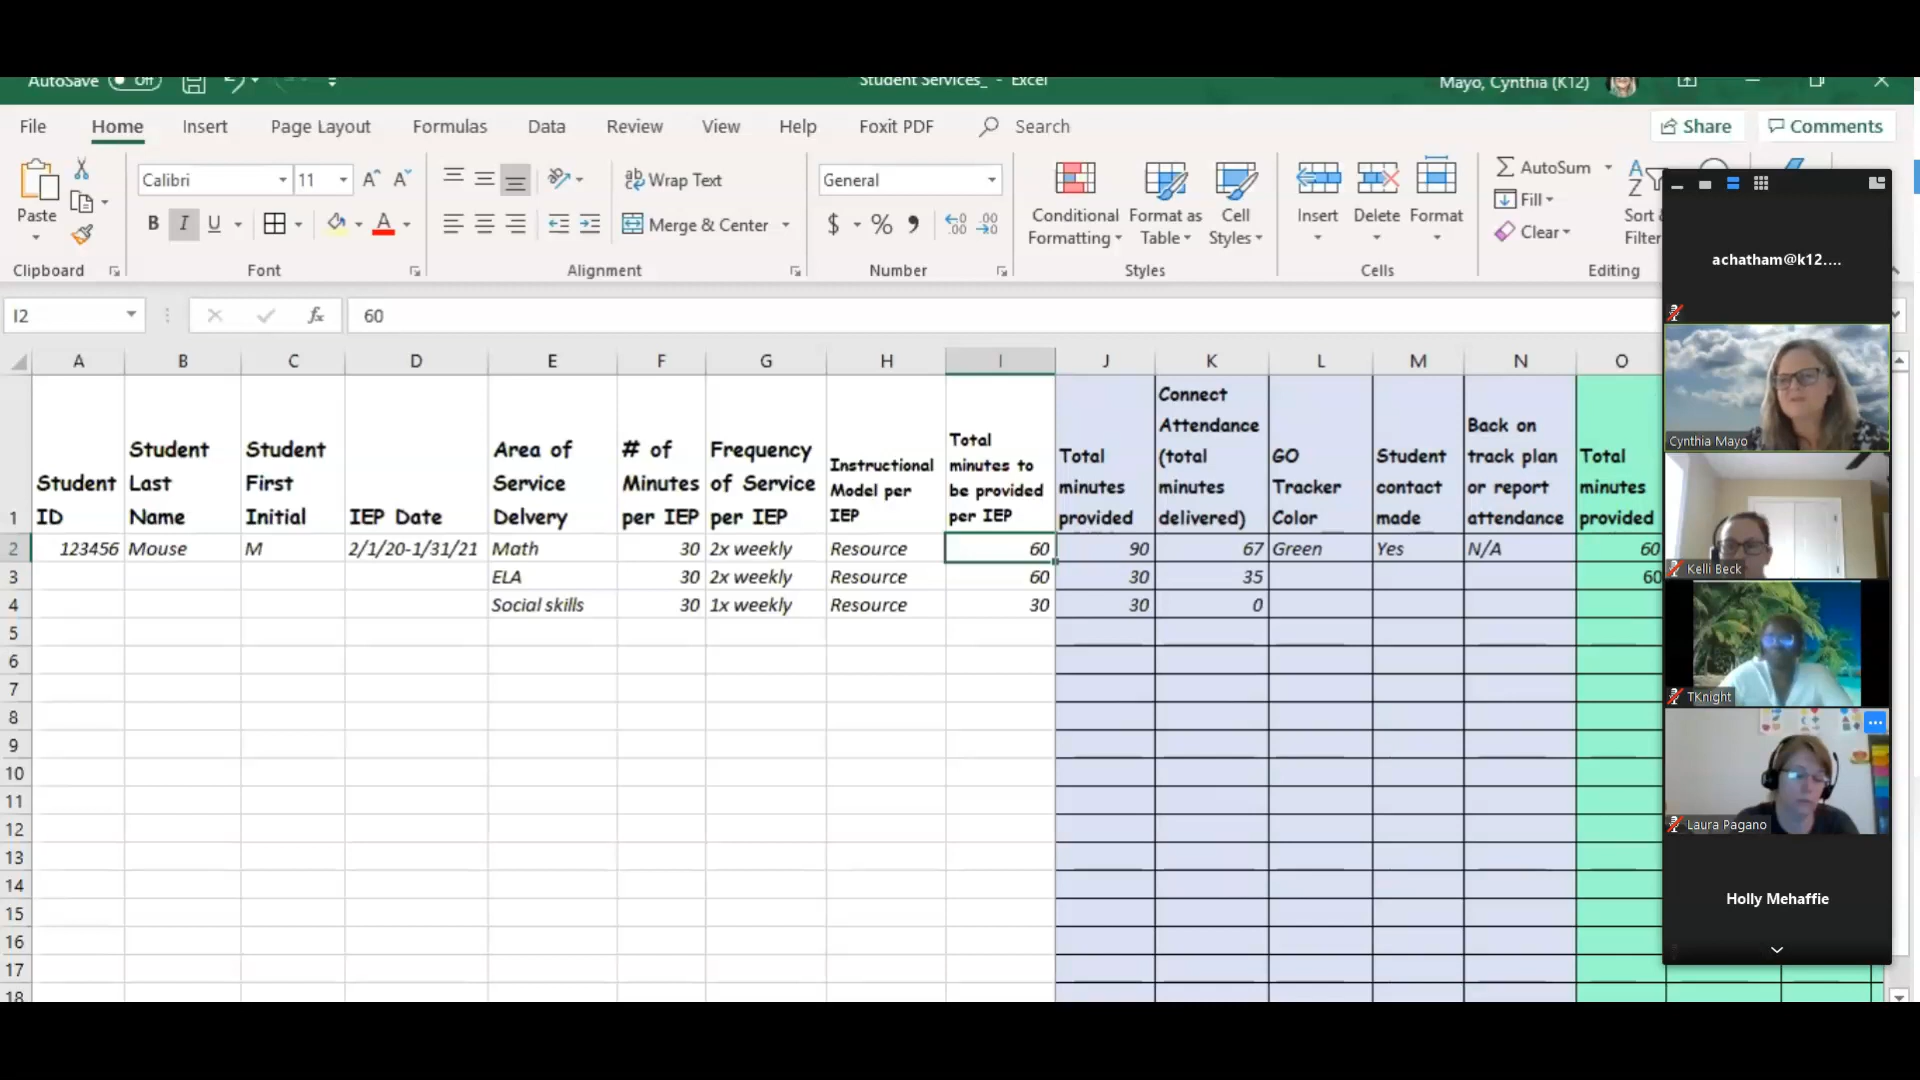 AutoSave Off
Student Services_ - Excel
Mayo, Cynthia (K12)
File Home Insert Page Layout Formulas Data Review View Help Foxit PDF Search
Share Comments
Paste
Clipboard
Calibri 11
B I U
Font
Wrap Text
Merge & Center
Alignment
General
$ % ,
Number
Conditional Formatting
Format as Table
Cell Styles
Styles
Insert Delete Format
Cells
AutoSum
Fill
Clear
Sort &
Filter
Editing
I2
fx
60
A B C D E F G H I J K L M N O
1
Student ID
Student Last Name
Student First Initial
IEP Date
Area of Service Delvery
# of Minutes per IEP
Frequency of Service per IEP
Instructional Model per IEP
Total minutes to be provided per IEP
Total minutes provided
Connect Attendance (total minutes delivered)
GO Tracker Color
Student contact made
Back on track plan or report attendance
Total minutes provided
2 123456 Mouse M 2/1/20-1/31/21 Math 30 2x weekly Resource 60 90 67 Green Yes N/A 60
3 ELA 30 2x weekly Resource 60 30 35 60
4 Social skills 30 1x weekly Resource 30 30 0
5
6
7
8
9
10
11
12
13
14
15
16
17
18
achatham@k12....
Cynthia Mayo
Kelli Beck
TKnight
Laura Pagano
Holly Mehaffie